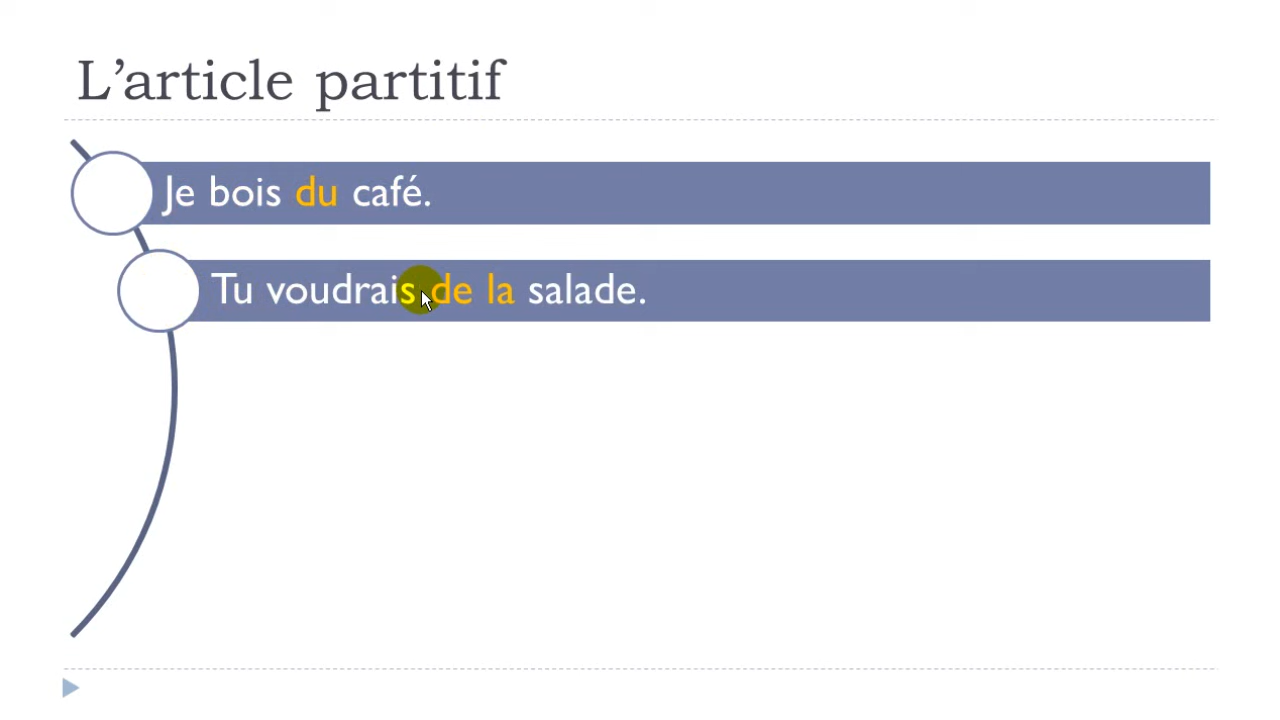 L’article partitif
Je bois du café.
Tu voudrais de la salade.